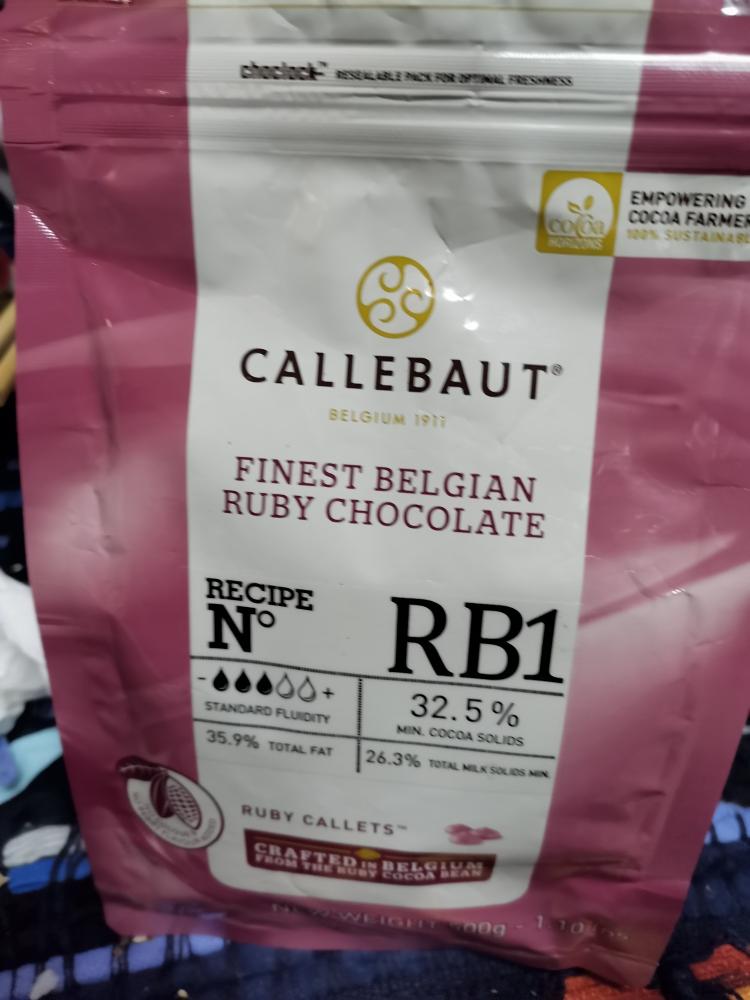 choclock™ RESEALABLE PACK FOR OPTIMAL FRESHNESS
EMPOWERING
COCOA FARMER
100% SUSTAINABL
cocoa
HORIZONS
CALLEBAUT®
BELGIUM 1911
FINEST BELGIAN
RUBY CHOCOLATE
RECIPE
N° RB1
- +
STANDARD FLUIDITY
32.5%
MIN. COCOA SOLIDS
35.9% TOTAL FAT
26.3% TOTAL MILK SOLIDS MIN.
RUBY CALLETS™
CRAFTED IN BELGIUM
FROM THE RUBY COCOA BEAN
WEIGHT